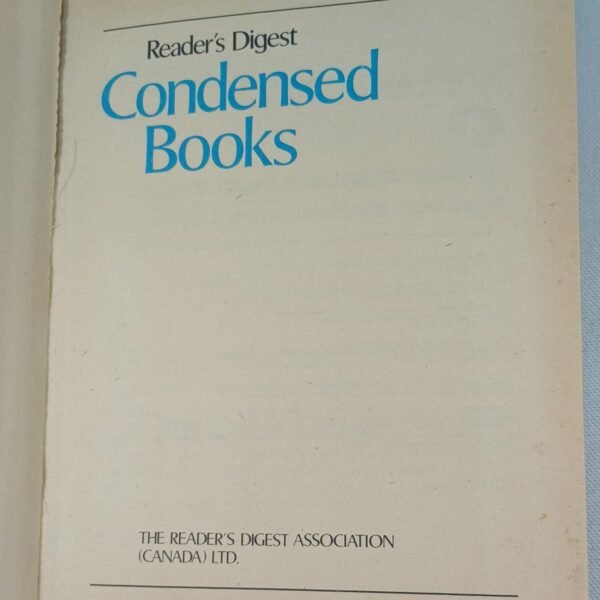 Reader's Digest
Condensed
Books
THE READER'S DIGEST ASSOCIATION
(CANADA) LTD.